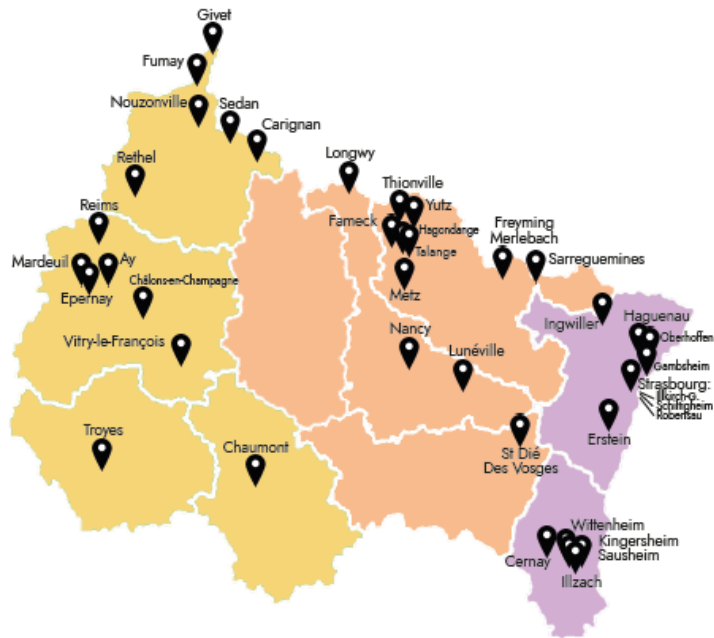 Givet
Fumay
Nouzonville
Sedan
Carignan
Rethel
Longwy
Thionville
Yutz
Reims
Fameck
Hagondange
Talange
Freyming
Merlebach
Sarreguemines
Mardeuil
Ay
Epernay
Châlons-en-Champagne
Metz
Ingwiller
Haguenau
Oberhoffen
Vitry-le-François
Nancy
Lunéville
Gambsheim
Strasbourg:
Illkirch-G.
Schiltigheim
Robertsau
Erstein
Troyes
Chaumont
St Dié
Des Vosges
Wittenheim
Kingersheim
Sausheim
Cernay
Illzach